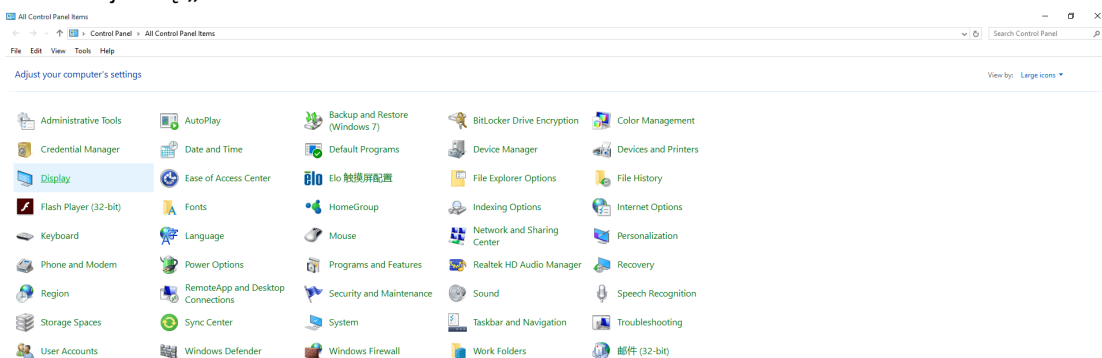 All Control Panel Items
Control Panel > All Control Panel Items
Search Control Panel
File Edit View Tools Help
Adjust your computer's settings
View by: Large icons
Administrative Tools
AutoPlay
Backup and Restore
(Windows 7)
BitLocker Drive Encryption
Color Management
Credential Manager
Date and Time
Default Programs
Device Manager
Devices and Printers
Display
Ease of Access Center
elo
Elo 触摸屏配置
File Explorer Options
File History
Flash Player (32-bit)
Fonts
HomeGroup
Indexing Options
Internet Options
Keyboard
Language
Mouse
Network and Sharing
Center
Personalization
Phone and Modem
Power Options
Programs and Features
Realtek HD Audio Manager
Recovery
Region
RemoteApp and Desktop
Connections
Security and Maintenance
Sound
Speech Recognition
Storage Spaces
Sync Center
System
Taskbar and Navigation
Troubleshooting
User Accounts
Windows Defender
Windows Firewall
Work Folders
邮件 (32-bit)